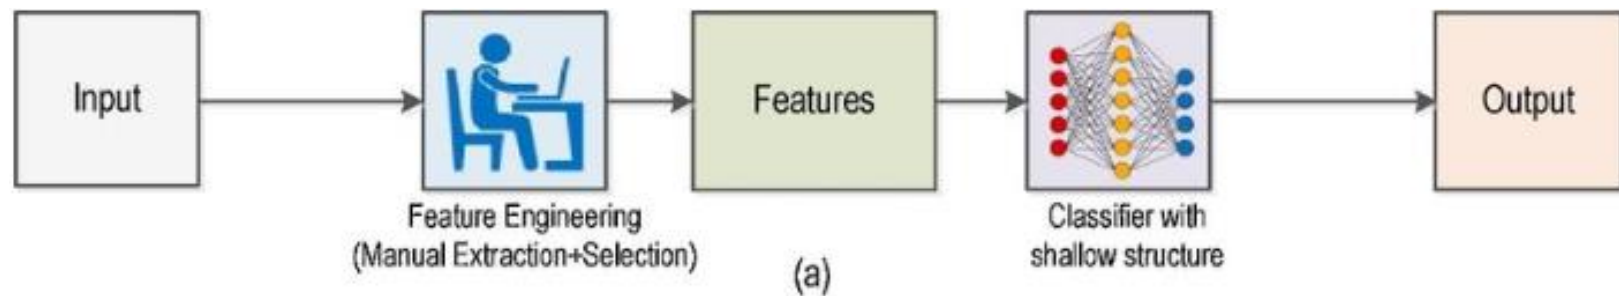 Input
Features
Output
Feature Engineering
(Manual Extraction+Selection)
Classifier with
shallow structure
(a)